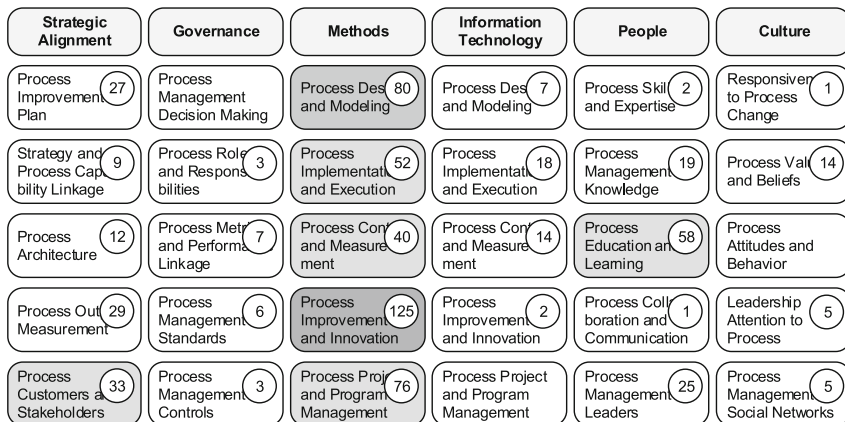 Strategic
Alignment
Governance
Methods
Information
Technology
People
Culture
Process
Improvement
Plan
27
Process
Management
Decision Making
Process Des
and Modeling
80
Process Des
and Modeling
7
Process Skil
and Expertise
2
Responsiven
to Process
Change
1
Strategy and
Process Cap
bility Linkage
9
Process Role
and Respons
bilities
3
Process
Implementati
and Execution
52
Process
Implementati
and Execution
18
Process
Management
Knowledge
19
Process Val
and Beliefs
14
Process
Architecture
12
Process Metr
and Performa
Linkage
7
Process Cont
and Measure
ment
40
Process Cont
and Measure
ment
14
Process
Education an
Learning
58
Process
Attitudes and
Behavior
Process Out
Measurement
29
Process
Management
Standards
6
Process
Improvement
and Innovation
125
Process
Improvement
and Innovation
2
Process Coll
boration and
Communication
1
Leadership
Attention to
Process
5
Process
Customers a
Stakeholders
33
Process
Management
Controls
3
Process Proj
and Program
Management
76
Process Project
and Program
Management
Process
Management
Leaders
25
Process
Management
Social Networks
5